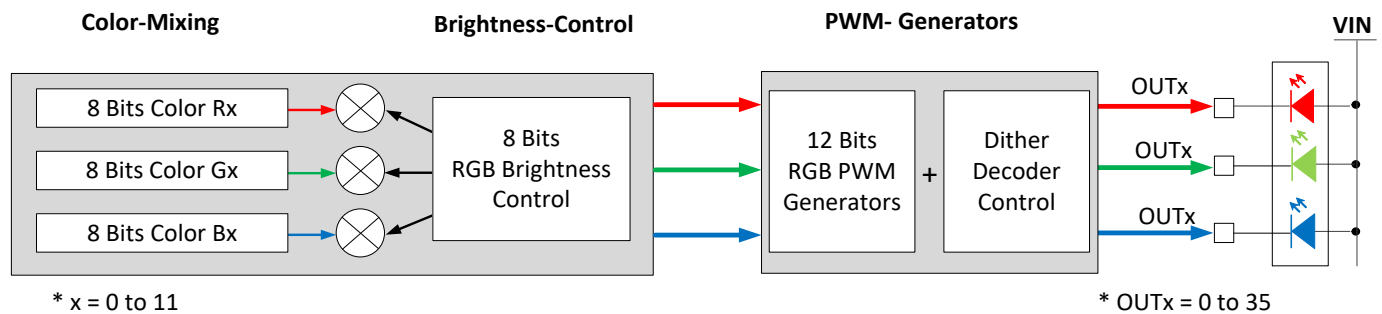 Color-Mixing
Brightness-Control
PWM- Generators
VIN
8 Bits Color Rx
8 Bits Color Gx
8 Bits Color Bx
8 Bits
RGB Brightness
Control
12 Bits
RGB PWM
Generators
+
Dither
Decoder
Control
OUTx
OUTx
OUTx
* x = 0 to 11
* OUTx = 0 to 35